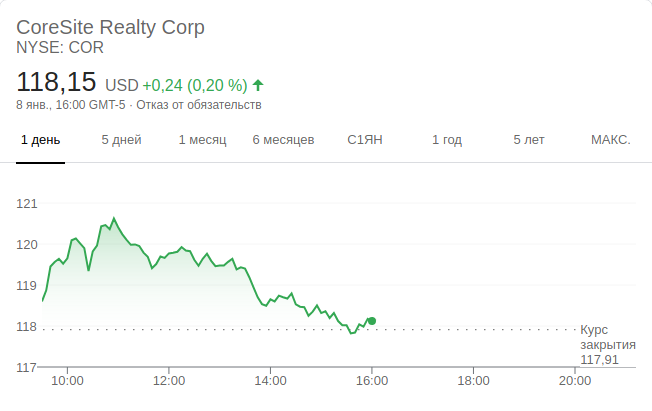 CoreSite Realty Corp
NYSE: COR
118,15 USD +0,24 (0,20 %)
8 янв., 16:00 GMT-5 · Отказ от обязательств
1 день 5 дней 1 месяц 6 месяцев С1ЯН 1 год 5 лет МАКС.
121
120
119
118
Курс
закрытия
117,91
117
10:00 12:00 14:00 16:00 18:00 20:00